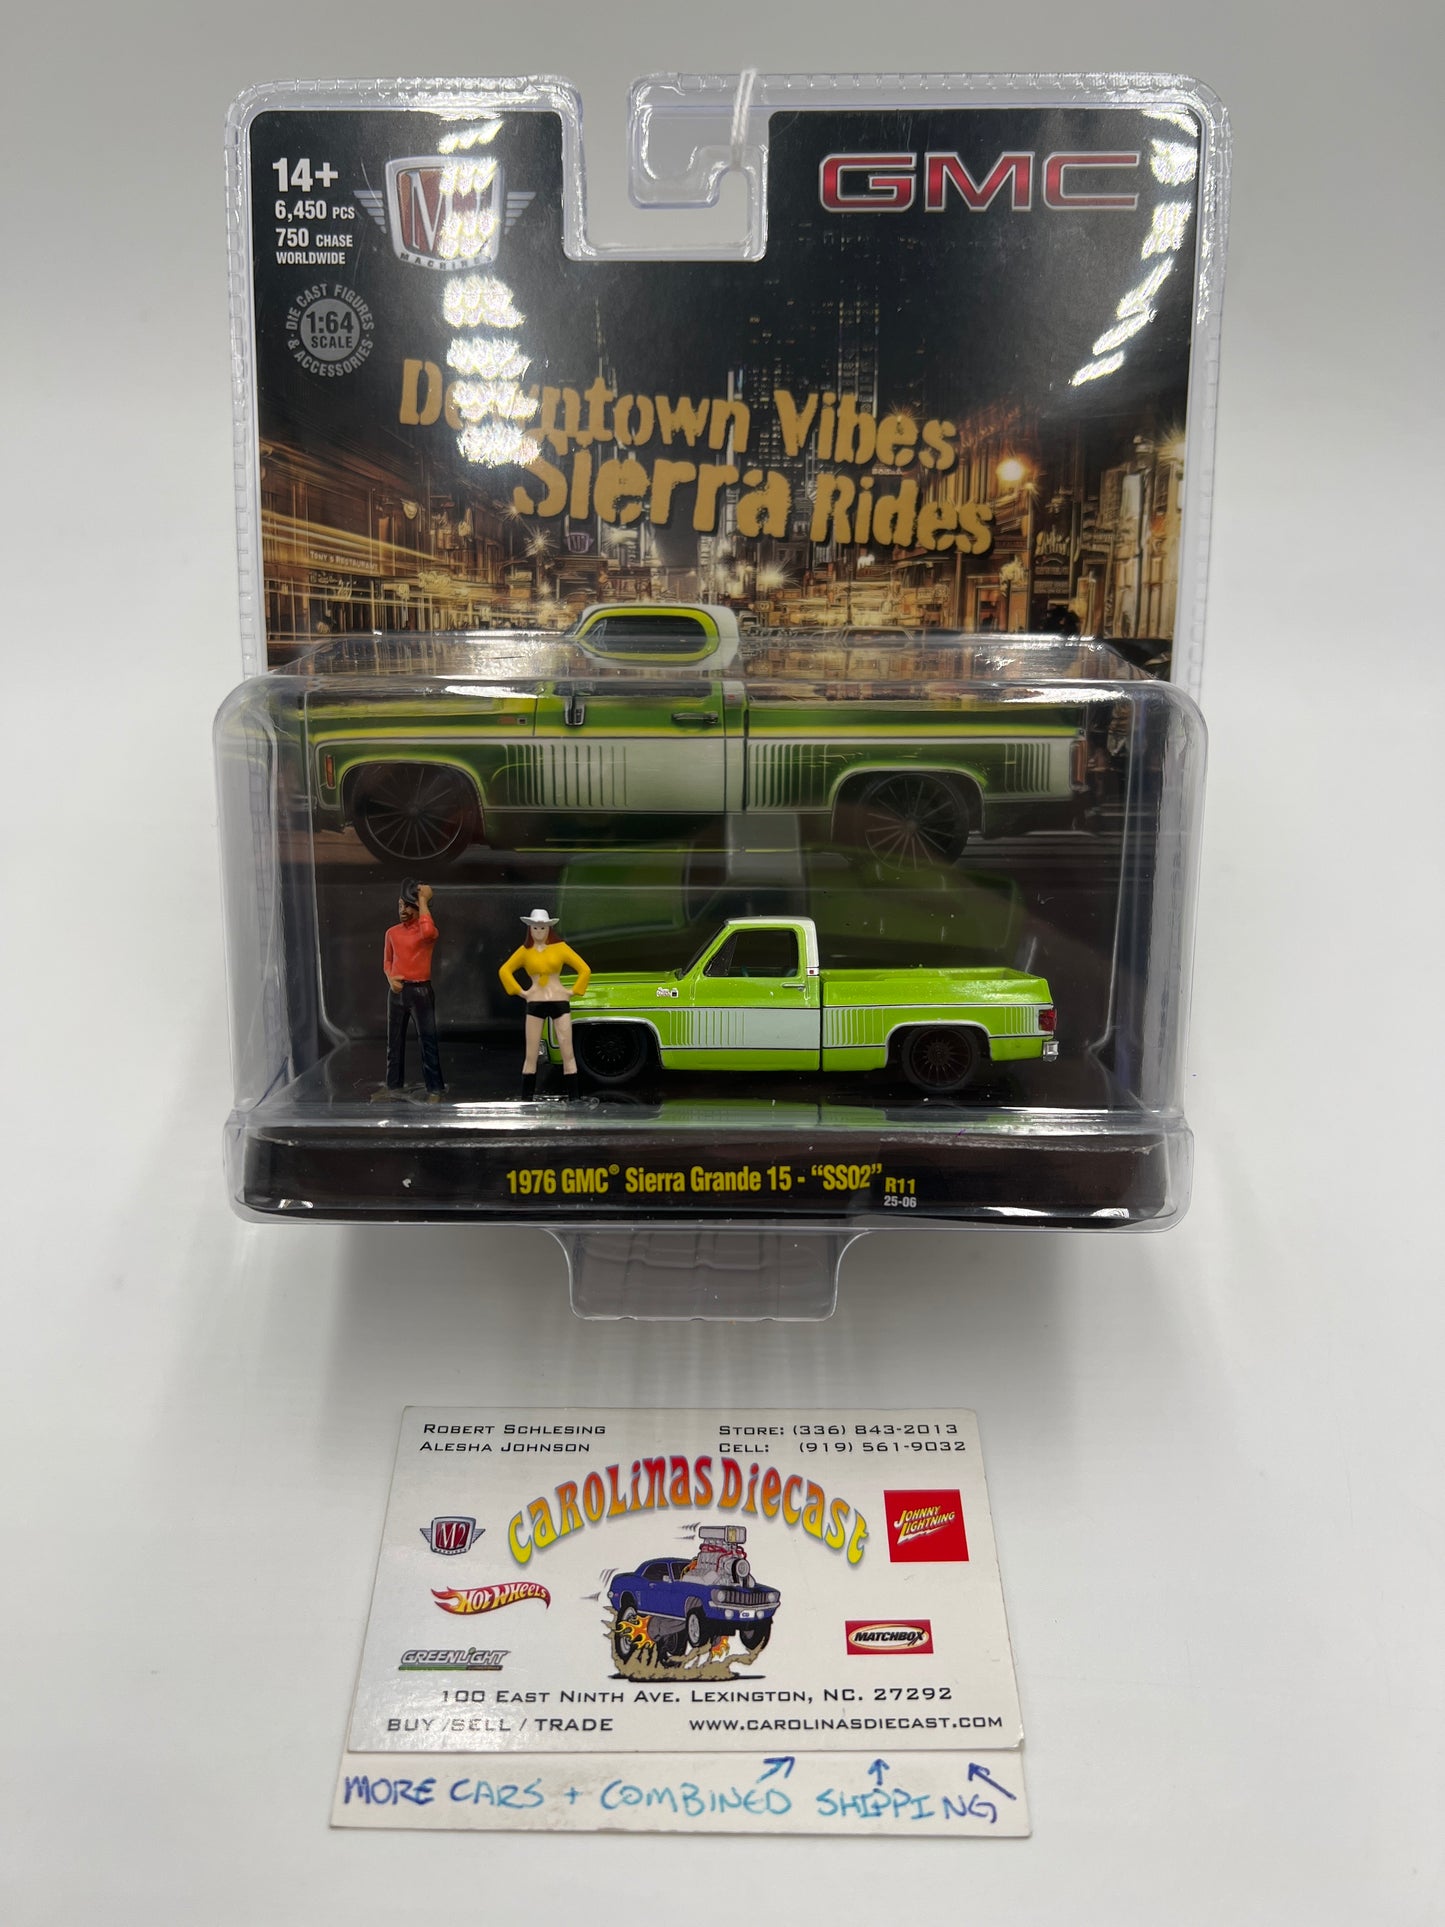 14+
6,450 PCS
750 CHASE
WORLDWIDE
M2
MACHINES
GMC
DIE CAST FIGURES
1:64
SCALE
& ACCESSORIES
Downtown Vibes
Sierra Rides
TONY'S RESTAURANT
1976 GMC® Sierra Grande 15 - “SS02” R11
25-06
ROBERT SCHLESING
STORE: (336) 843-2013
ALESHA JOHNSON
CELL: (919) 561-9032
CAROLINAS DIECAST
M2
JOHNNY
LIGHTNING
HOT WHEELS
GREENLIGHT
MATCHBOX
100 EAST NINTH AVE. LEXINGTON, NC. 27292
BUY / SELL / TRADE
WWW.CAROLINASDIECAST.COM
MORE CARS + COMBINED SHIPPING